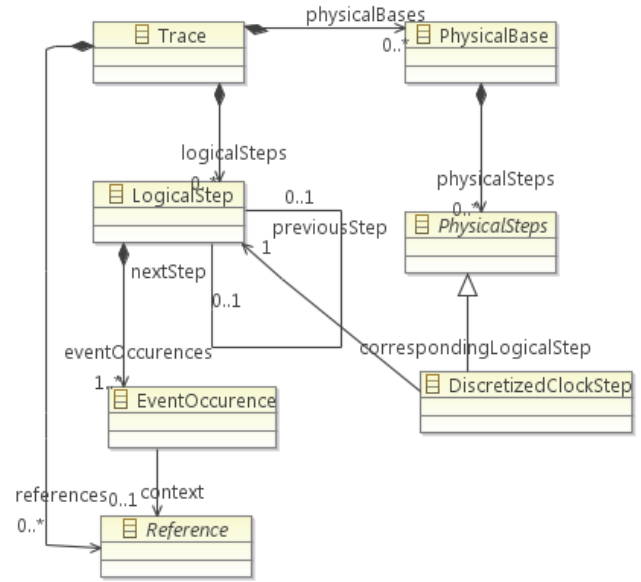 physicalBases
Trace
PhysicalBase
0..*
logicalSteps
physicalSteps
0..*
LogicalStep
0..1
0..*
previousStep
PhysicalSteps
1
nextStep
0..1
eventOccurences
correspondingLogicalStep
1..*
DiscretizedClockStep
EventOccurence
references
0..1
context
0..*
Reference